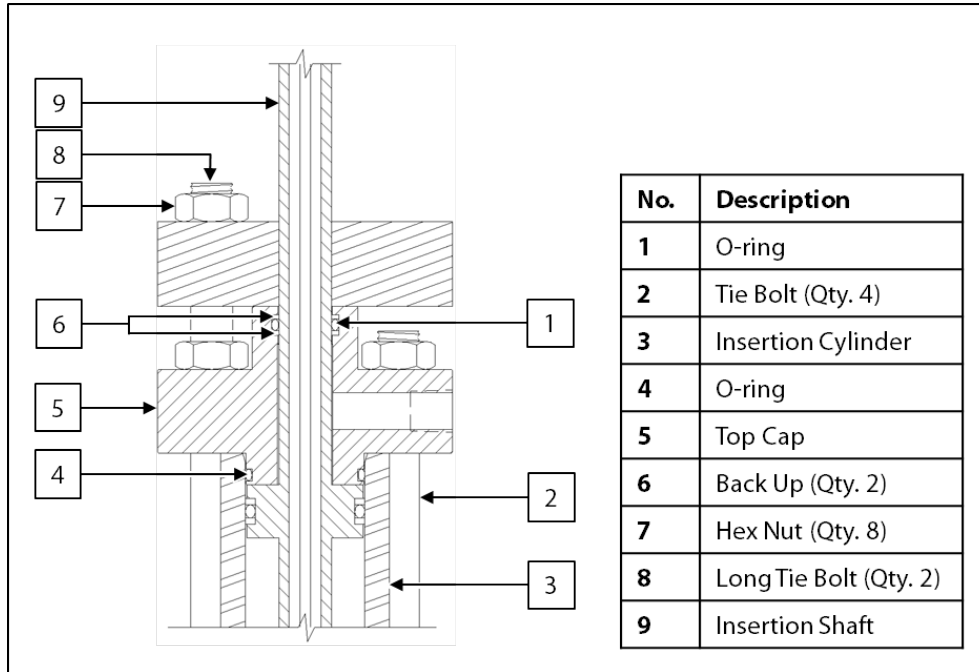 9
8
7
6
1
5
4
2
3
No. Description
1 O-ring
2 Tie Bolt (Qty. 4)
3 Insertion Cylinder
4 O-ring
5 Top Cap
6 Back Up (Qty. 2)
7 Hex Nut (Qty. 8)
8 Long Tie Bolt (Qty. 2)
9 Insertion Shaft